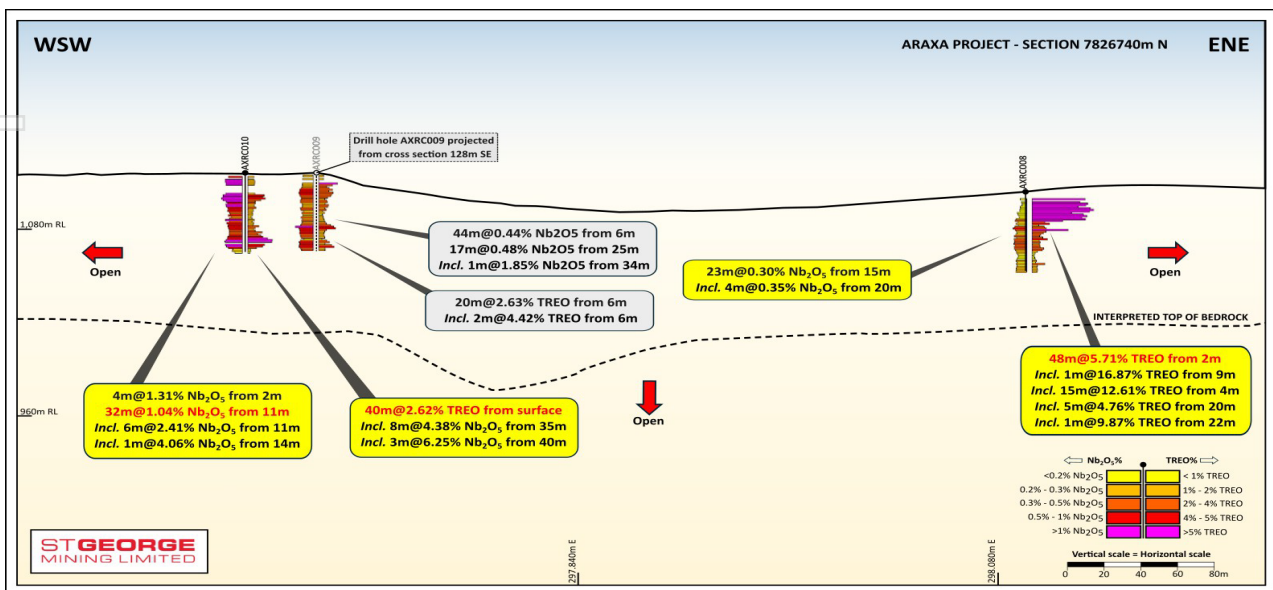 WSW
ARAXA PROJECT - SECTION 7826740m N
ENE
Drill hole AXRC009 projected
from cross section 128m SE
AXRC010
AXRC009
AXRC008
1,080m RL
Open
44m@0.44% Nb2O5 from 6m
17m@0.48% Nb2O5 from 25m
Incl. 1m@1.85% Nb2O5 from 34m
20m@2.63% TREO from 6m
Incl. 2m@4.42% TREO from 6m
23m@0.30% Nb₂O₅ from 15m
Incl. 4m@0.35% Nb₂O₅ from 20m
Open
INTERPRETED TOP OF BEDROCK
960m RL
4m@1.31% Nb₂O₅ from 2m
32m@1.04% Nb₂O₅ from 11m
Incl. 6m@2.41% Nb₂O₅ from 11m
Incl. 1m@4.06% Nb₂O₅ from 14m
40m@2.62% TREO from surface
Incl. 8m@4.38% Nb₂O₅ from 35m
Incl. 3m@6.25% Nb₂O₅ from 40m
Open
48m@5.71% TREO from 2m
Incl. 1m@16.87% TREO from 9m
Incl. 15m@12.61% TREO from 4m
Incl. 5m@4.76% TREO from 20m
Incl. 1m@9.87% TREO from 22m
Nb₂O₅% TREO%
<0.2% Nb₂O₅ < 1% TREO
0.2% - 0.3% Nb₂O₅ 1% - 2% TREO
0.3% - 0.5% Nb₂O₅ 2% - 4% TREO
0.5% - 1% Nb₂O₅ 4% - 5% TREO
>1% Nb₂O₅ >5% TREO
Vertical scale = Horizontal scale
0 20 40 60 80m
297.840m E
298.080m E
STGEORGE
MINING LIMITED